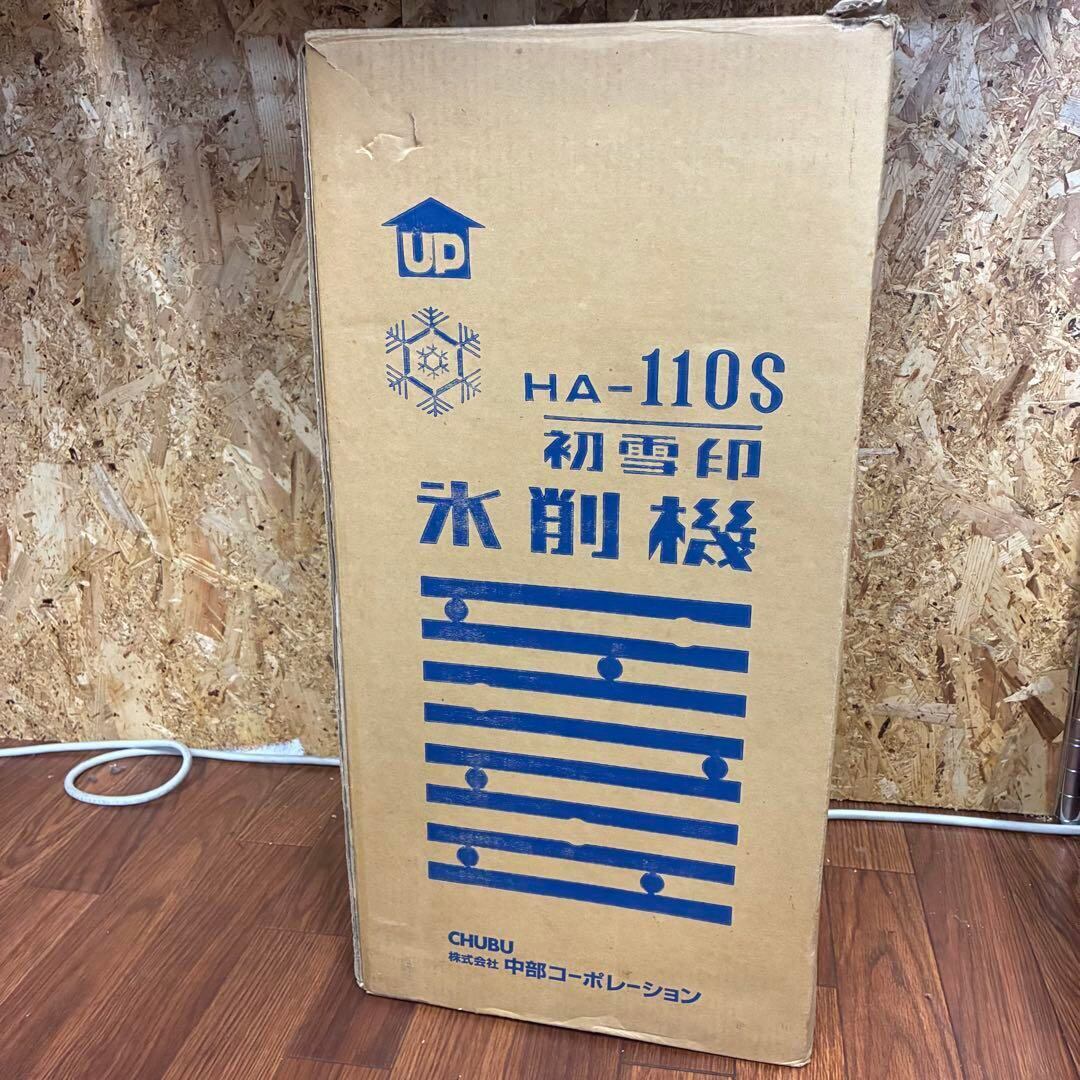 UP
HA-110S
初雪印
氷削機
CHUBU
株式会社 中部コーポレーション